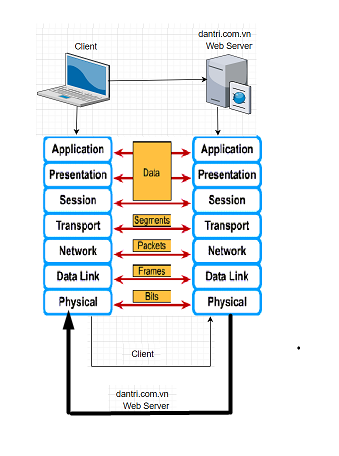 dantri.com.vn
Client
Web Server
Application
Application
Presentation
Data
Presentation
Session
Session
Transport
Segments
Transport
Network
Packets
Network
Data Link
Frames
Data Link
Physical
Bits
Physical
Client
dantri.com.vn
Web Server